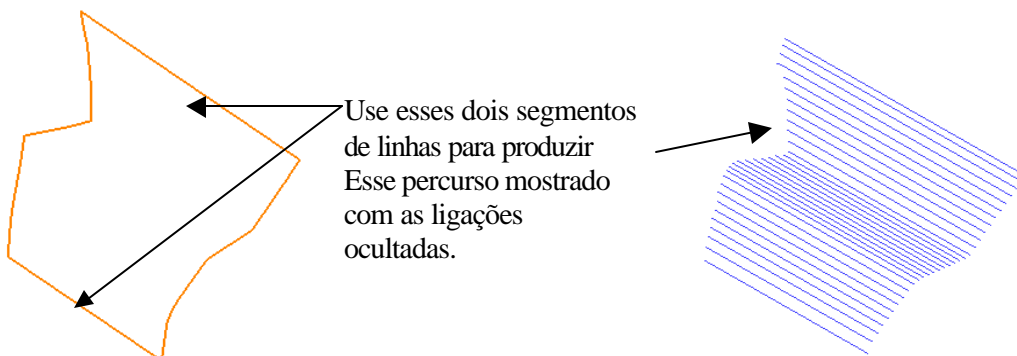 Use esses dois segmentos
de linhas para produzir
Esse percurso mostrado
com as ligações
ocultadas.